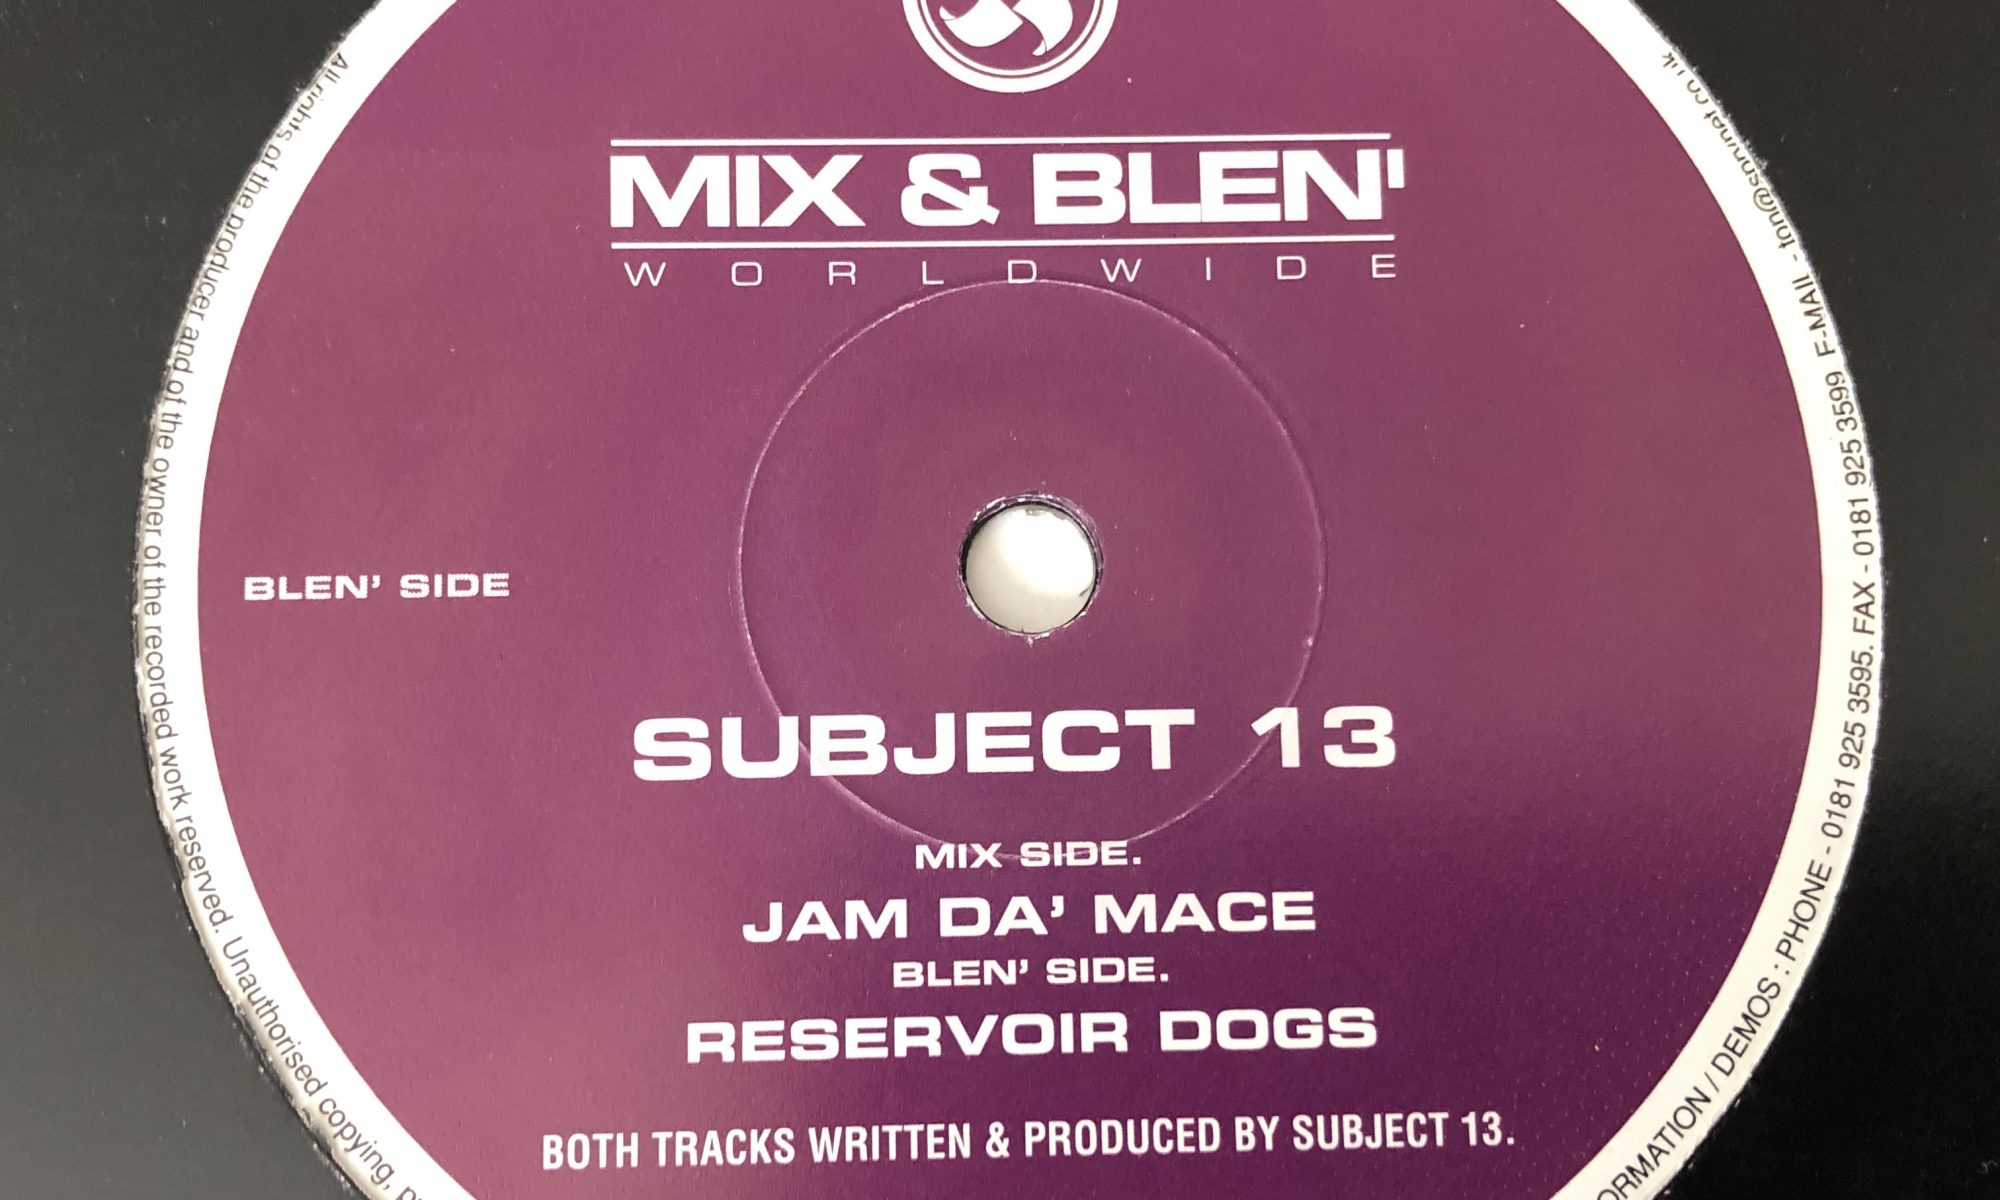 MIX & BLEN'
WORLDWIDE
BLEN' SIDE
SUBJECT 13
MIX SIDE.
JAM DA' MACE
BLEN' SIDE.
RESERVOIR DOGS
BOTH TRACKS WRITTEN & PRODUCED BY SUBJECT 13.
All rights of the producer and of the owner of the recorded work reserved. Unauthorised copying,
/ DEMOS : PHONE - 0181 925 3595. FAX - 0181 925 3599 E-MAIL -